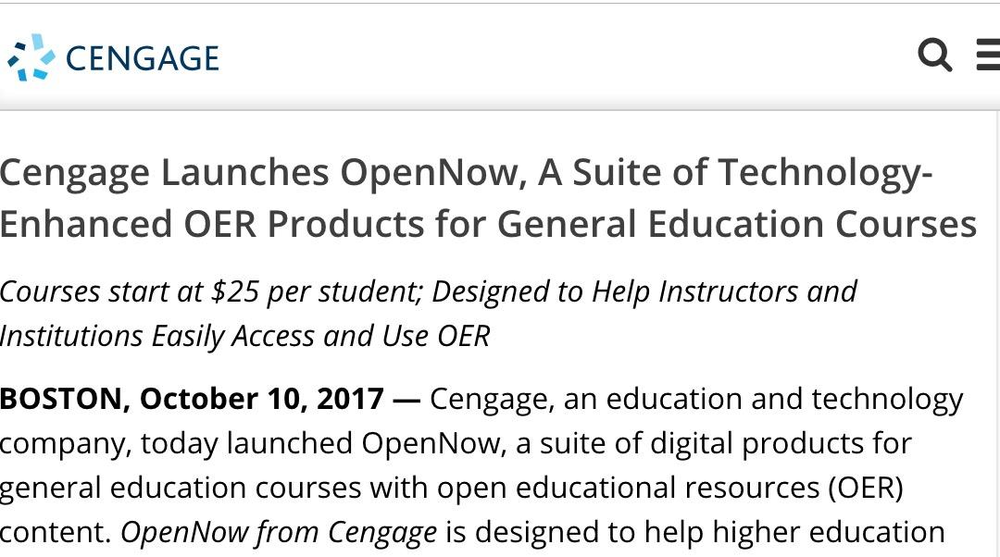 CENGAGE
Cengage Launches OpenNow, A Suite of Technology-
Enhanced OER Products for General Education Courses
Courses start at $25 per student; Designed to Help Instructors and
Institutions Easily Access and Use OER
BOSTON, October 10, 2017 — Cengage, an education and technology
company, today launched OpenNow, a suite of digital products for
general education courses with open educational resources (OER)
content. OpenNow from Cengage is designed to help higher education